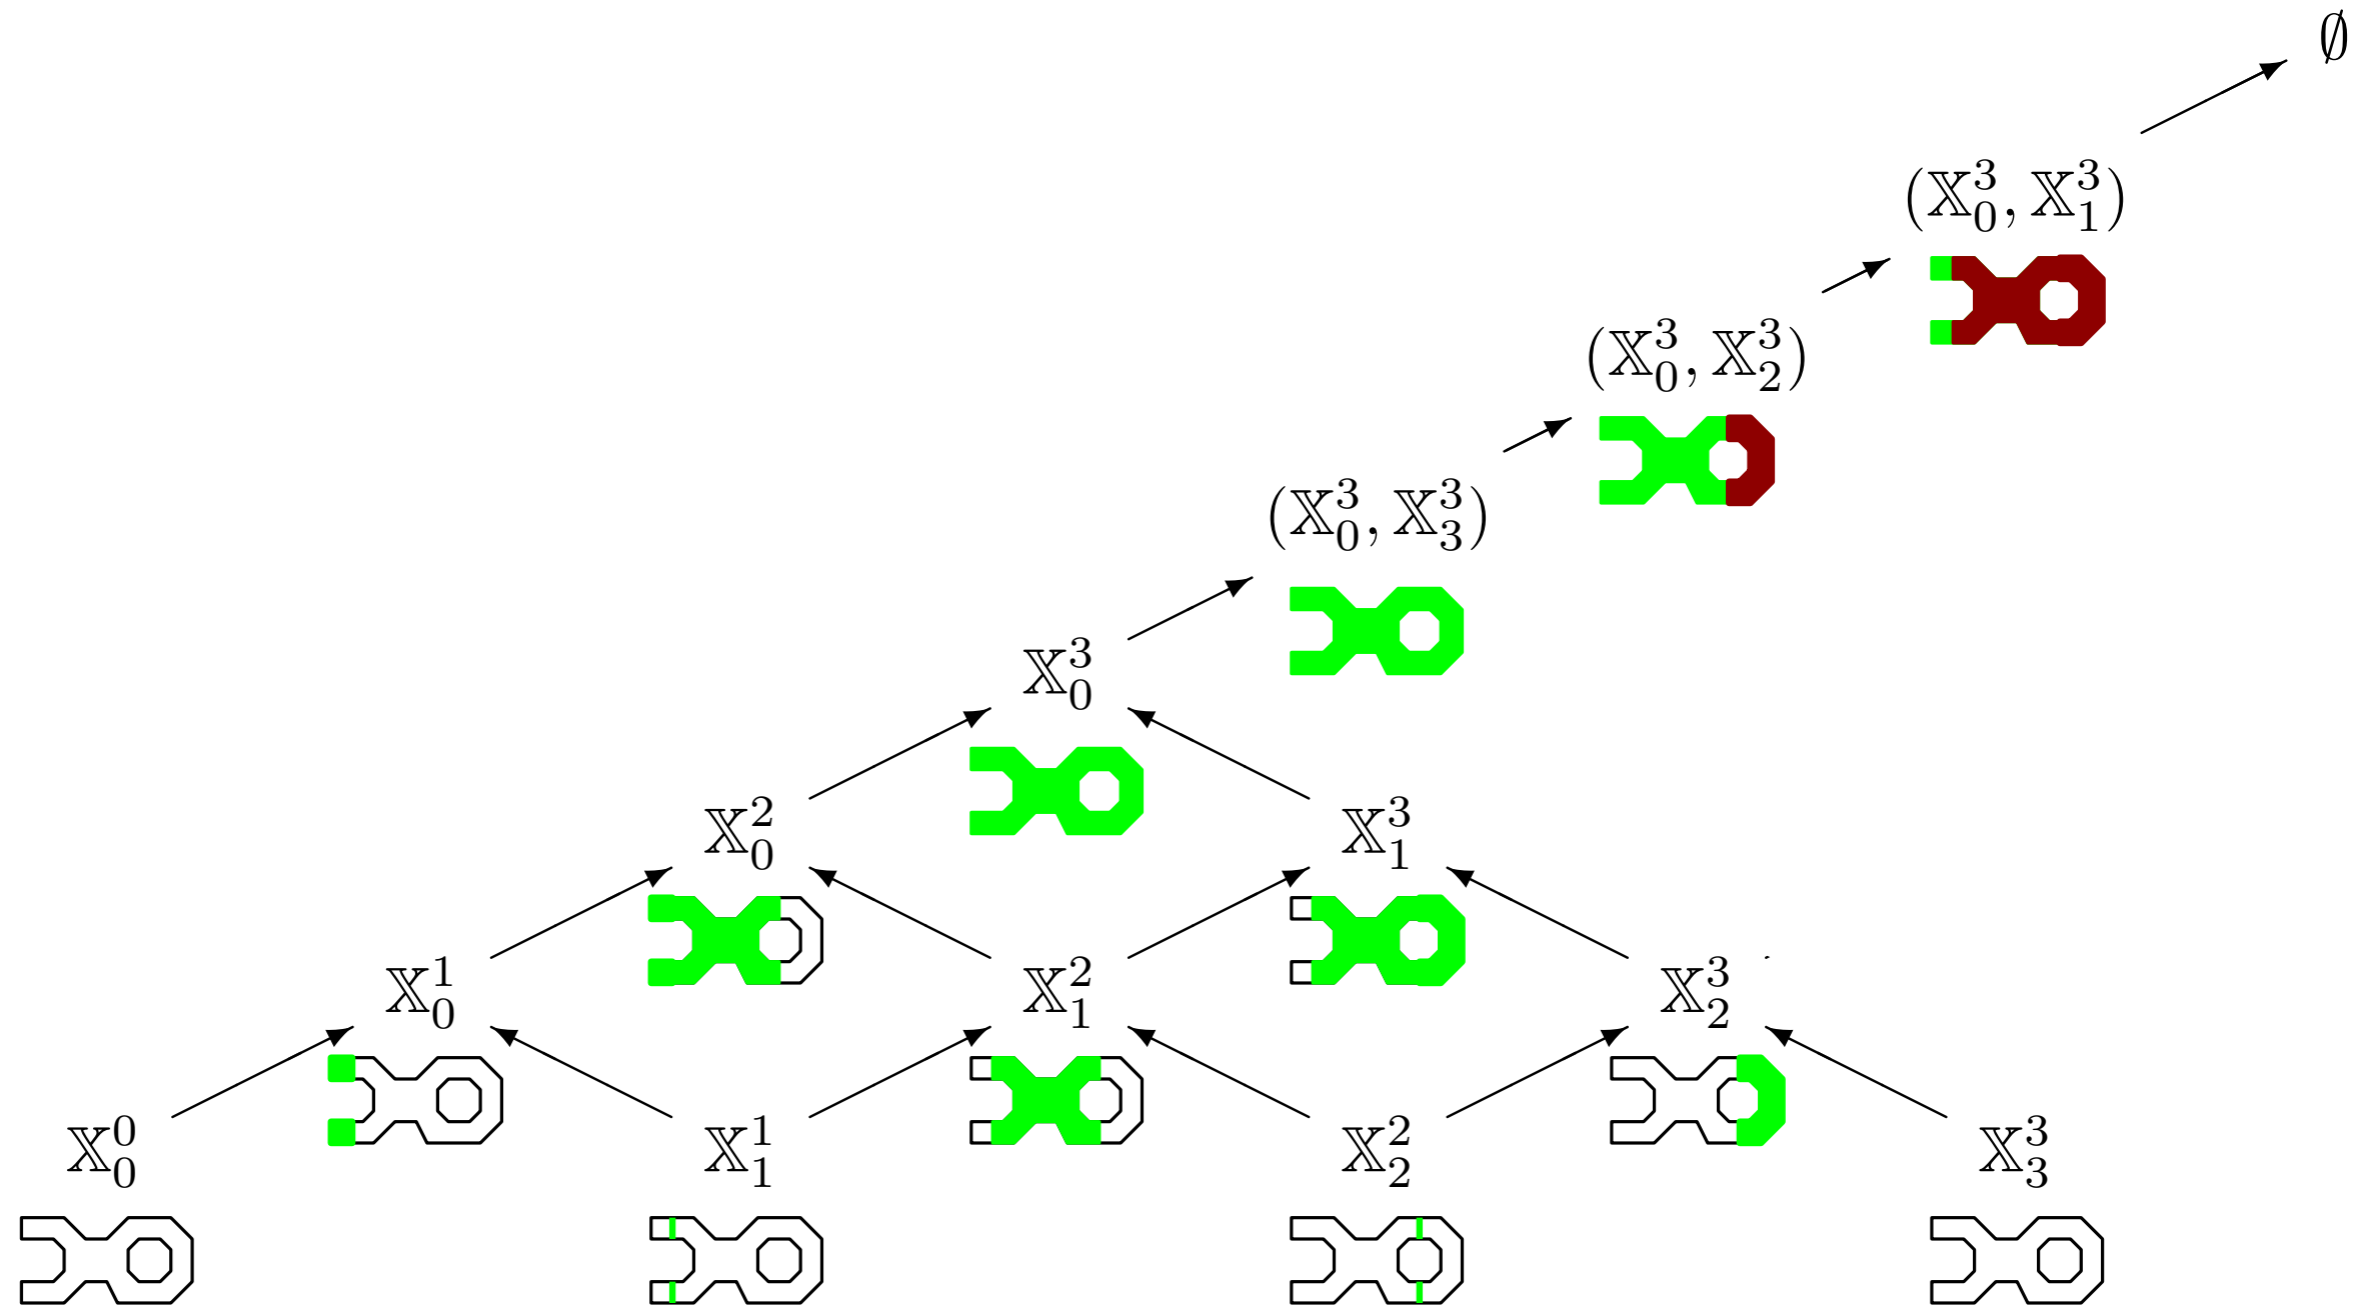 ∅
(𝕏₀³, 𝕏₁³)
(𝕏₀³, 𝕏₂³)
(𝕏₀³, 𝕏₃³)
𝕏₀³
𝕏₀² 𝕏₁³
𝕏₀¹ 𝕏₁² 𝕏₂³
𝕏₀⁰ 𝕏₁¹ 𝕏₂² 𝕏₃³